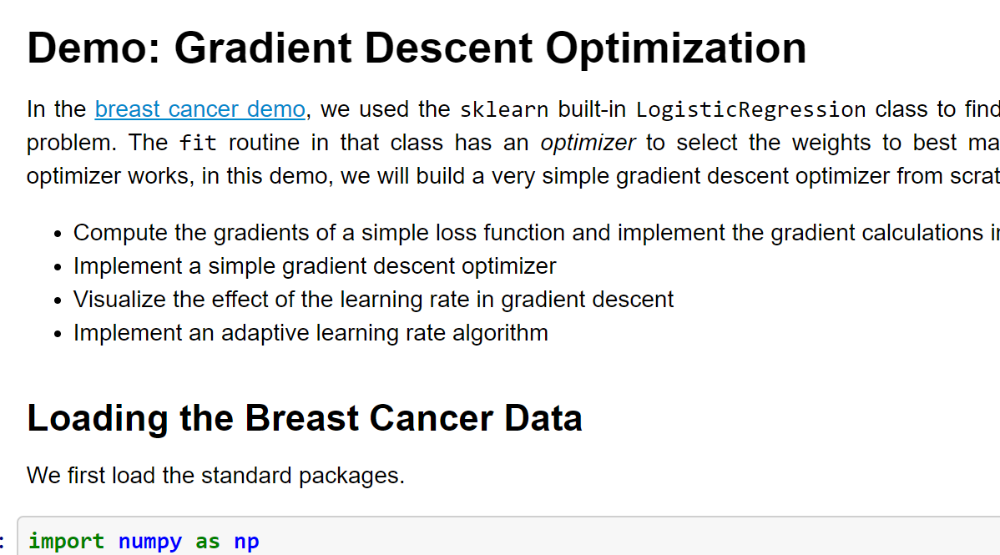 Demo: Gradient Descent Optimization
In the breast cancer demo, we used the sklearn built-in LogisticRegression class to find
problem. The fit routine in that class has an optimizer to select the weights to best ma
optimizer works, in this demo, we will build a very simple gradient descent optimizer from scrat
• Compute the gradients of a simple loss function and implement the gradient calculations in
• Implement a simple gradient descent optimizer
• Visualize the effect of the learning rate in gradient descent
• Implement an adaptive learning rate algorithm
Loading the Breast Cancer Data
We first load the standard packages.
: import numpy as np